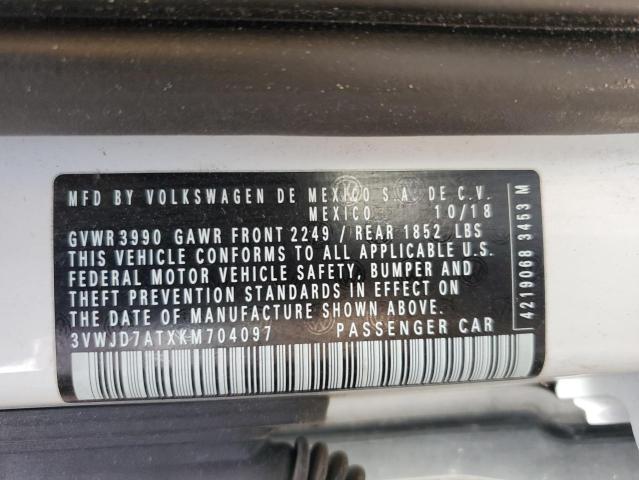 MFD BY VOLKSWAGEN DE MEXICO S.A. DE C.V.
MEXICO 10/18
GVWR 3990 GAWR FRONT 2249 / REAR 1852 LBS
THIS VEHICLE CONFORMS TO ALL APPLICABLE U.S.
FEDERAL MOTOR VEHICLE SAFETY, BUMPER AND
THEFT PREVENTION STANDARDS IN EFFECT ON
THE DATE OF MANUFACTURE SHOWN ABOVE.
3VWJD7ATXKM704097 PASSENGER CAR
4219068 3453 M